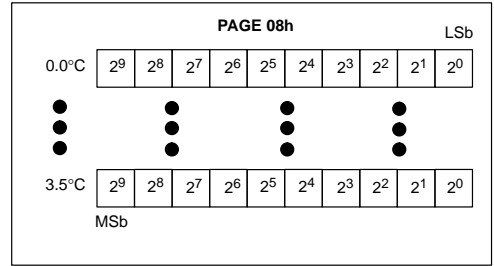 PAGE 08h
LSb
0.0°C 2⁹ 2⁸ 2⁷ 2⁶ 2⁵ 2⁴ 2³ 2² 2¹ 2⁰
3.5°C 2⁹ 2⁸ 2⁷ 2⁶ 2⁵ 2⁴ 2³ 2² 2¹ 2⁰
MSb